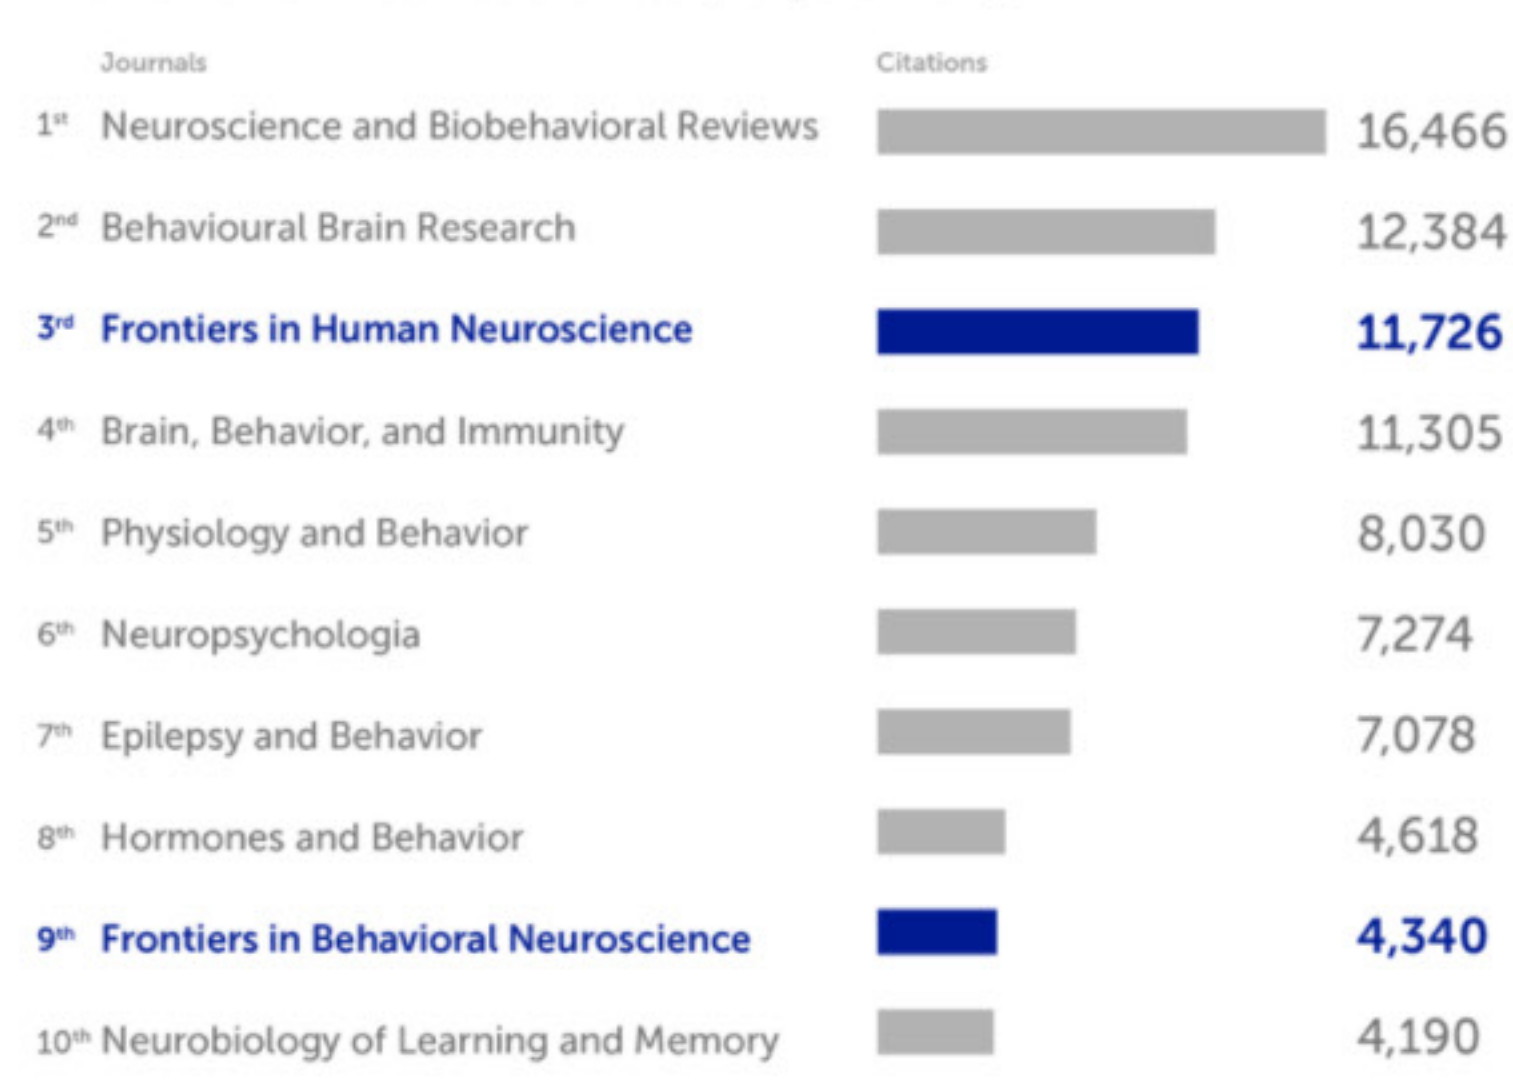 Journals Citations
1st Neuroscience and Biobehavioral Reviews 16,466
2nd Behavioural Brain Research 12,384
3rd Frontiers in Human Neuroscience 11,726
4th Brain, Behavior, and Immunity 11,305
5th Physiology and Behavior 8,030
6th Neuropsychologia 7,274
7th Epilepsy and Behavior 7,078
8th Hormones and Behavior 4,618
9th Frontiers in Behavioral Neuroscience 4,340
10th Neurobiology of Learning and Memory 4,190